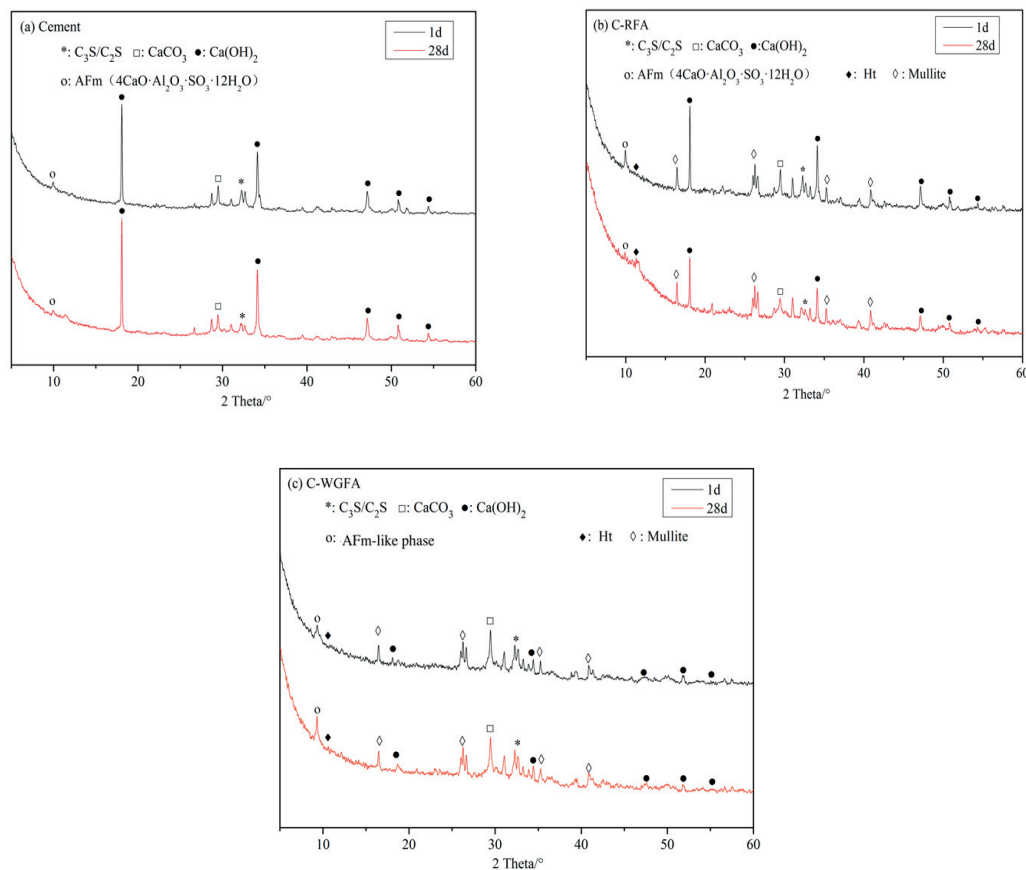 (a) Cement
1d
28d
*: C₃S/C₂S □: CaCO₃ ●: Ca(OH)₂
o: AFm（4CaO·Al₂O₃·SO₃·12H₂O）
o
●
□
*
●
●
●
●
o
●
□
*
●
●
●
●
10 20 30 40 50 60
2 Theta/°
(b) C-RFA
1d
28d
*: C₃S/C₂S □: CaCO₃ ●:Ca(OH)₂
o: AFm（4CaO·Al₂O₃·SO₃·12H₂O） ♦: Ht ◊: Mullite
o
♦
◊
●
◊
□
*
●
◊
◊
●
●
●
o
♦
◊
●
◊
□
*
●
◊
◊
●
●
●
10 20 30 40 50 60
2 Theta/°
(c) C-WGFA
1d
28d
*: C₃S/C₂S □: CaCO₃ ●: Ca(OH)₂
o: AFm-like phase ♦: Ht ◊: Mullite
o
♦
◊
●
◊
□
*
●
◊
◊
●
●
●
o
♦
◊
●
◊
□
*
●
◊
◊
●
●
●
10 20 30 40 50 60
2 Theta/°